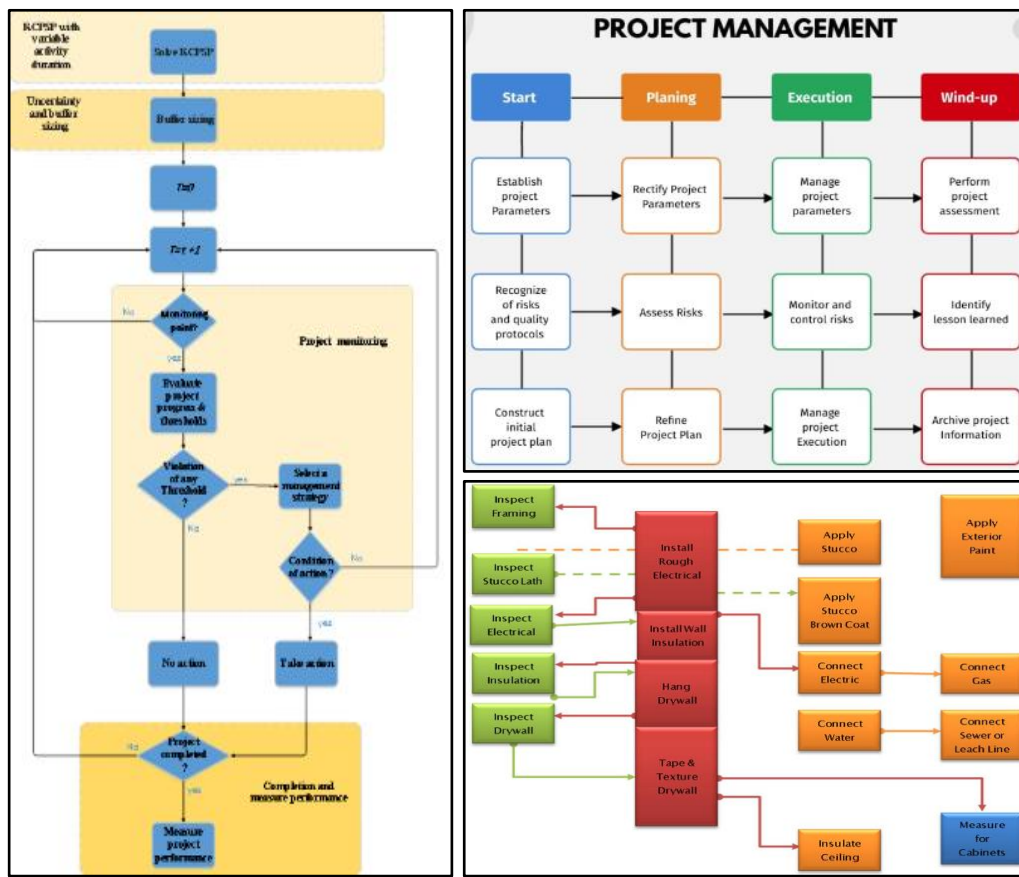 RCPSP with
variable
activity
duration
Solve RCPSP
Uncertainty
and buffer
sizing
Buffer sizing
T=0
No
Monitoring
point?
Project monitoring
yes
Evaluate
project
progress &
thresholds
Violation
of any
Threshold
?
yes
Select a
management
strategy
No
Condition
of action ?
No
yes
No action
Take action
No
Project
completed
?
Completion and
measure performance
yes
Measure
project
performance
PROJECT MANAGEMENT
Start
Planing
Execution
Wind-up
Establish
project
Parameters
Rectify Project
Parameters
Manage
project
parameters
Perform
project
assessment
Recognize
of risks
and quality
protocols
Assess Risks
Monitor and
control risks
Identify
lesson learned
Construct
initial
project plan
Refine
Project Plan
Manage
project
Execution
Archive project
Information
Inspect
Framing
Install
Rough
Electrical
Apply
Stucco
Apply
Exterior
Paint
Inspect
Stucco Lath
Apply
Stucco
Brown Coat
Inspect
Electrical
Install Wall
Insulation
Inspect
Insulation
Hang
Drywall
Connect
Electric
Connect
Gas
Inspect
Drywall
Connect
Water
Connect
Sewer or
Leach Line
Tape &
Texture
Drywall
Insulate
Ceiling
Measure
for
Cabinets